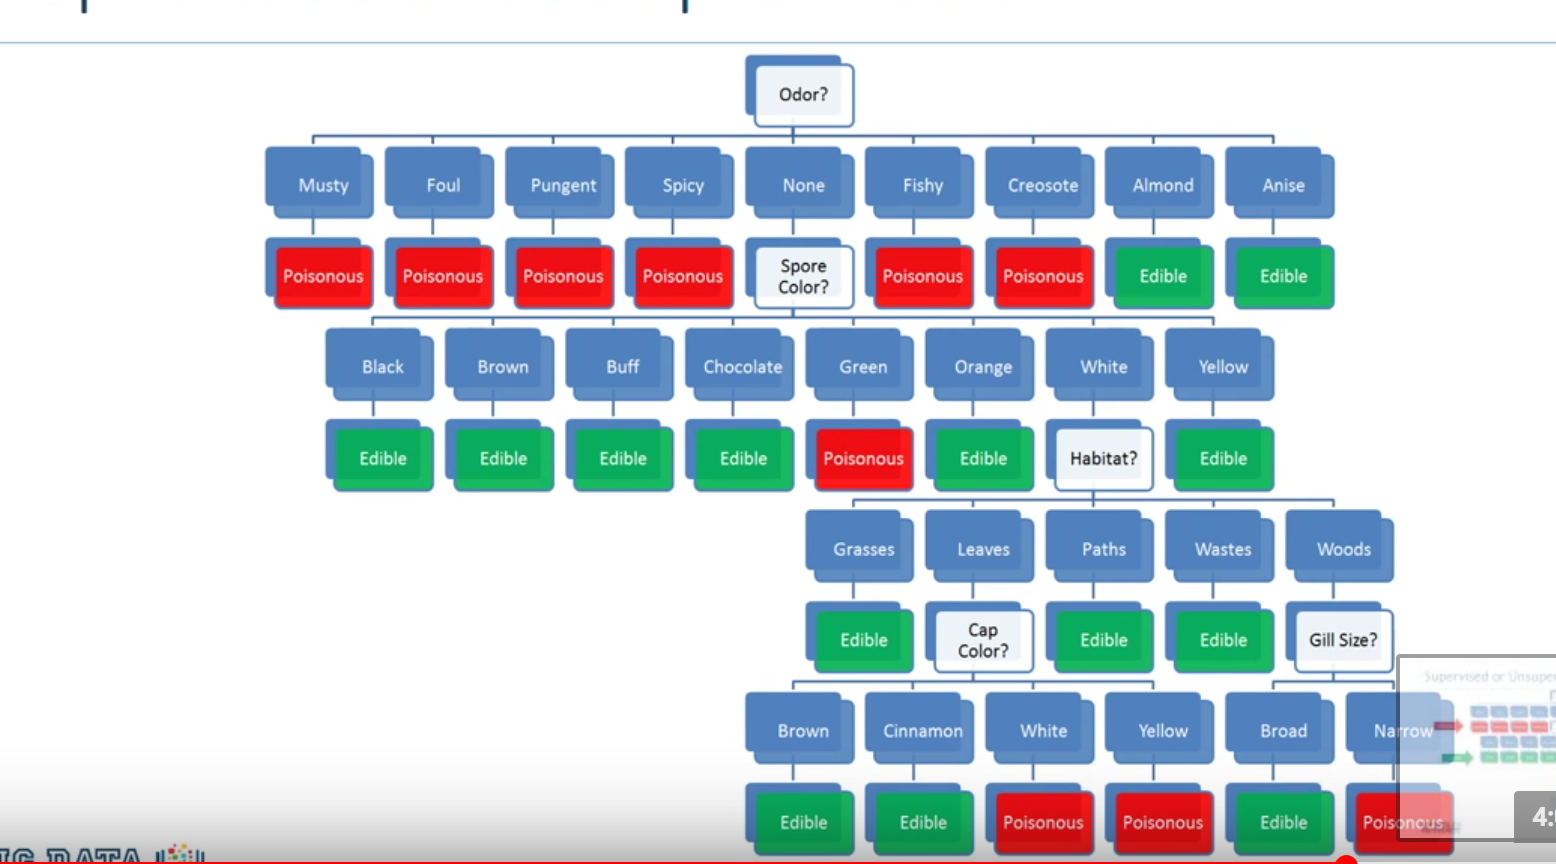 Odor?
Musty Foul Pungent Spicy None Fishy Creosote Almond Anise
Poisonous Poisonous Poisonous Poisonous Spore Color? Poisonous Poisonous Edible Edible
Black Brown Buff Chocolate Green Orange White Yellow
Edible Edible Edible Edible Poisonous Edible Habitat? Edible
Grasses Leaves Paths Wastes Woods
Edible Cap Color? Edible Edible Gill Size?
Supervised or Unsuper
Brown Cinnamon White Yellow Broad Narrow
Edible Edible Poisonous Poisonous Edible Poisonous
4:
DATA